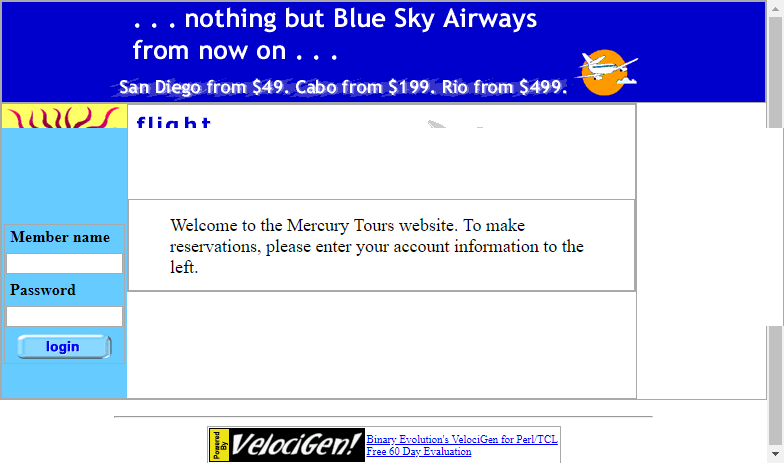 . . . nothing but Blue Sky Airways
from now on . . .
San Diego from $49. Cabo from $199. Rio from $499.
flight
Member name
Password
login
Welcome to the Mercury Tours website. To make
reservations, please enter your account information to the
left.
Powered By
VelociGen!
Binary Evolution's VelociGen for Perl/TCL
Free 60 Day Evaluation